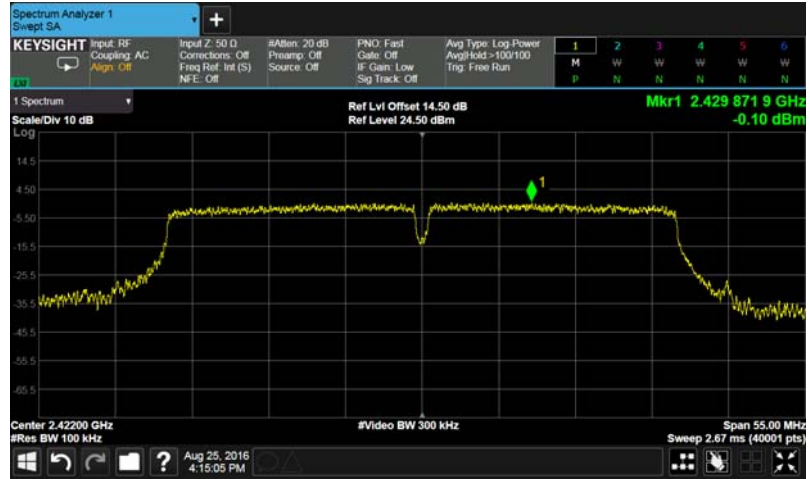 Spectrum Analyzer 1
Swept SA
+
KEYSIGHT
Input: RF
Coupling: AC
Align: Off
Input Z: 50 Ω
Corrections: Off
Freq Ref: Int (S)
NFE: Off
#Atten: 20 dB
Preamp: Off
Source: Off
PNO: Fast
Gate: Off
IF Gain: Low
Sig Track: Off
Avg Type: Log-Power
Avg|Hold:>100/100
Trig: Free Run
1 2 3 4 5 6
M W W W W W
P N N N N N
EXT
1 Spectrum
Scale/Div 10 dB
Ref Lvl Offset 14.50 dB
Ref Level 24.50 dBm
Mkr1 2.429 871 9 GHz
-0.10 dBm
Log
14.5
4.50
-5.50
-15.5
-25.5
-35.5
-45.5
-55.5
-65.5
1
Center 2.42200 GHz
#Res BW 100 kHz
#Video BW 300 kHz
Span 55.00 MHz
Sweep 2.67 ms (40001 pts)
?
Aug 25, 2016
4:15:05 PM